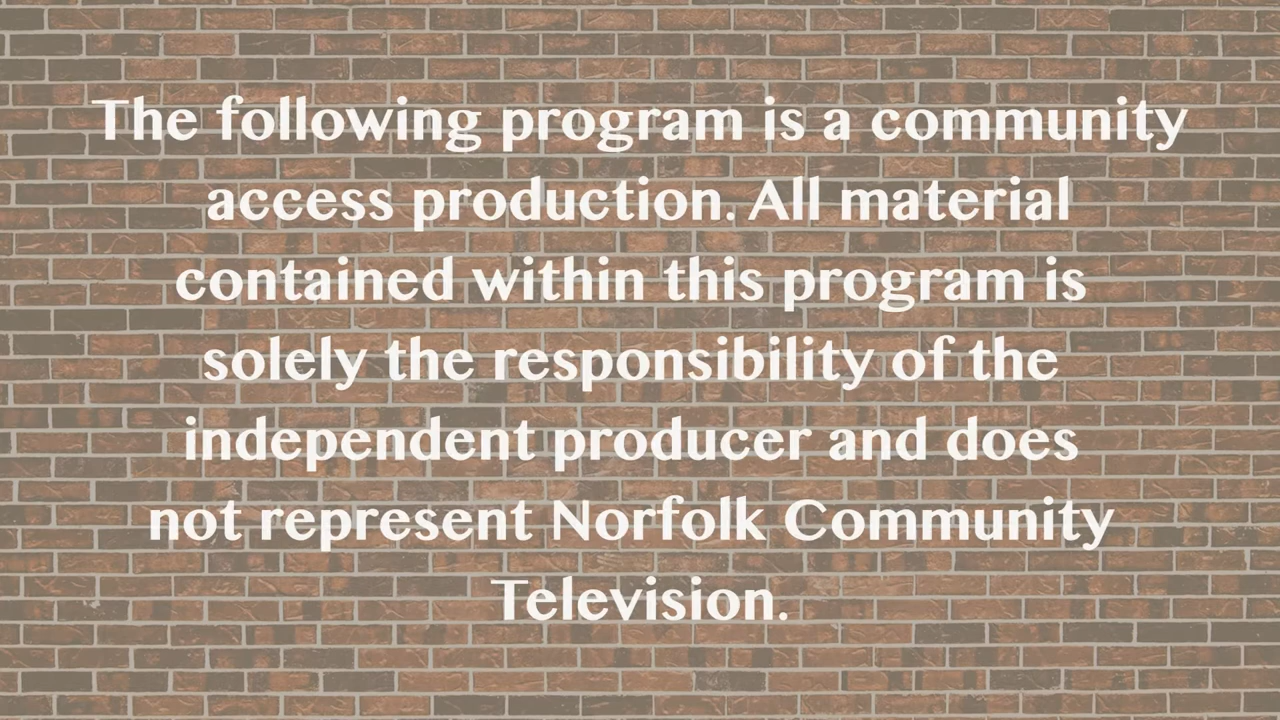 The following program is a community
access production. All material
contained within this program is
solely the responsibility of the
independent producer and does
not represent Norfolk Community
Television.